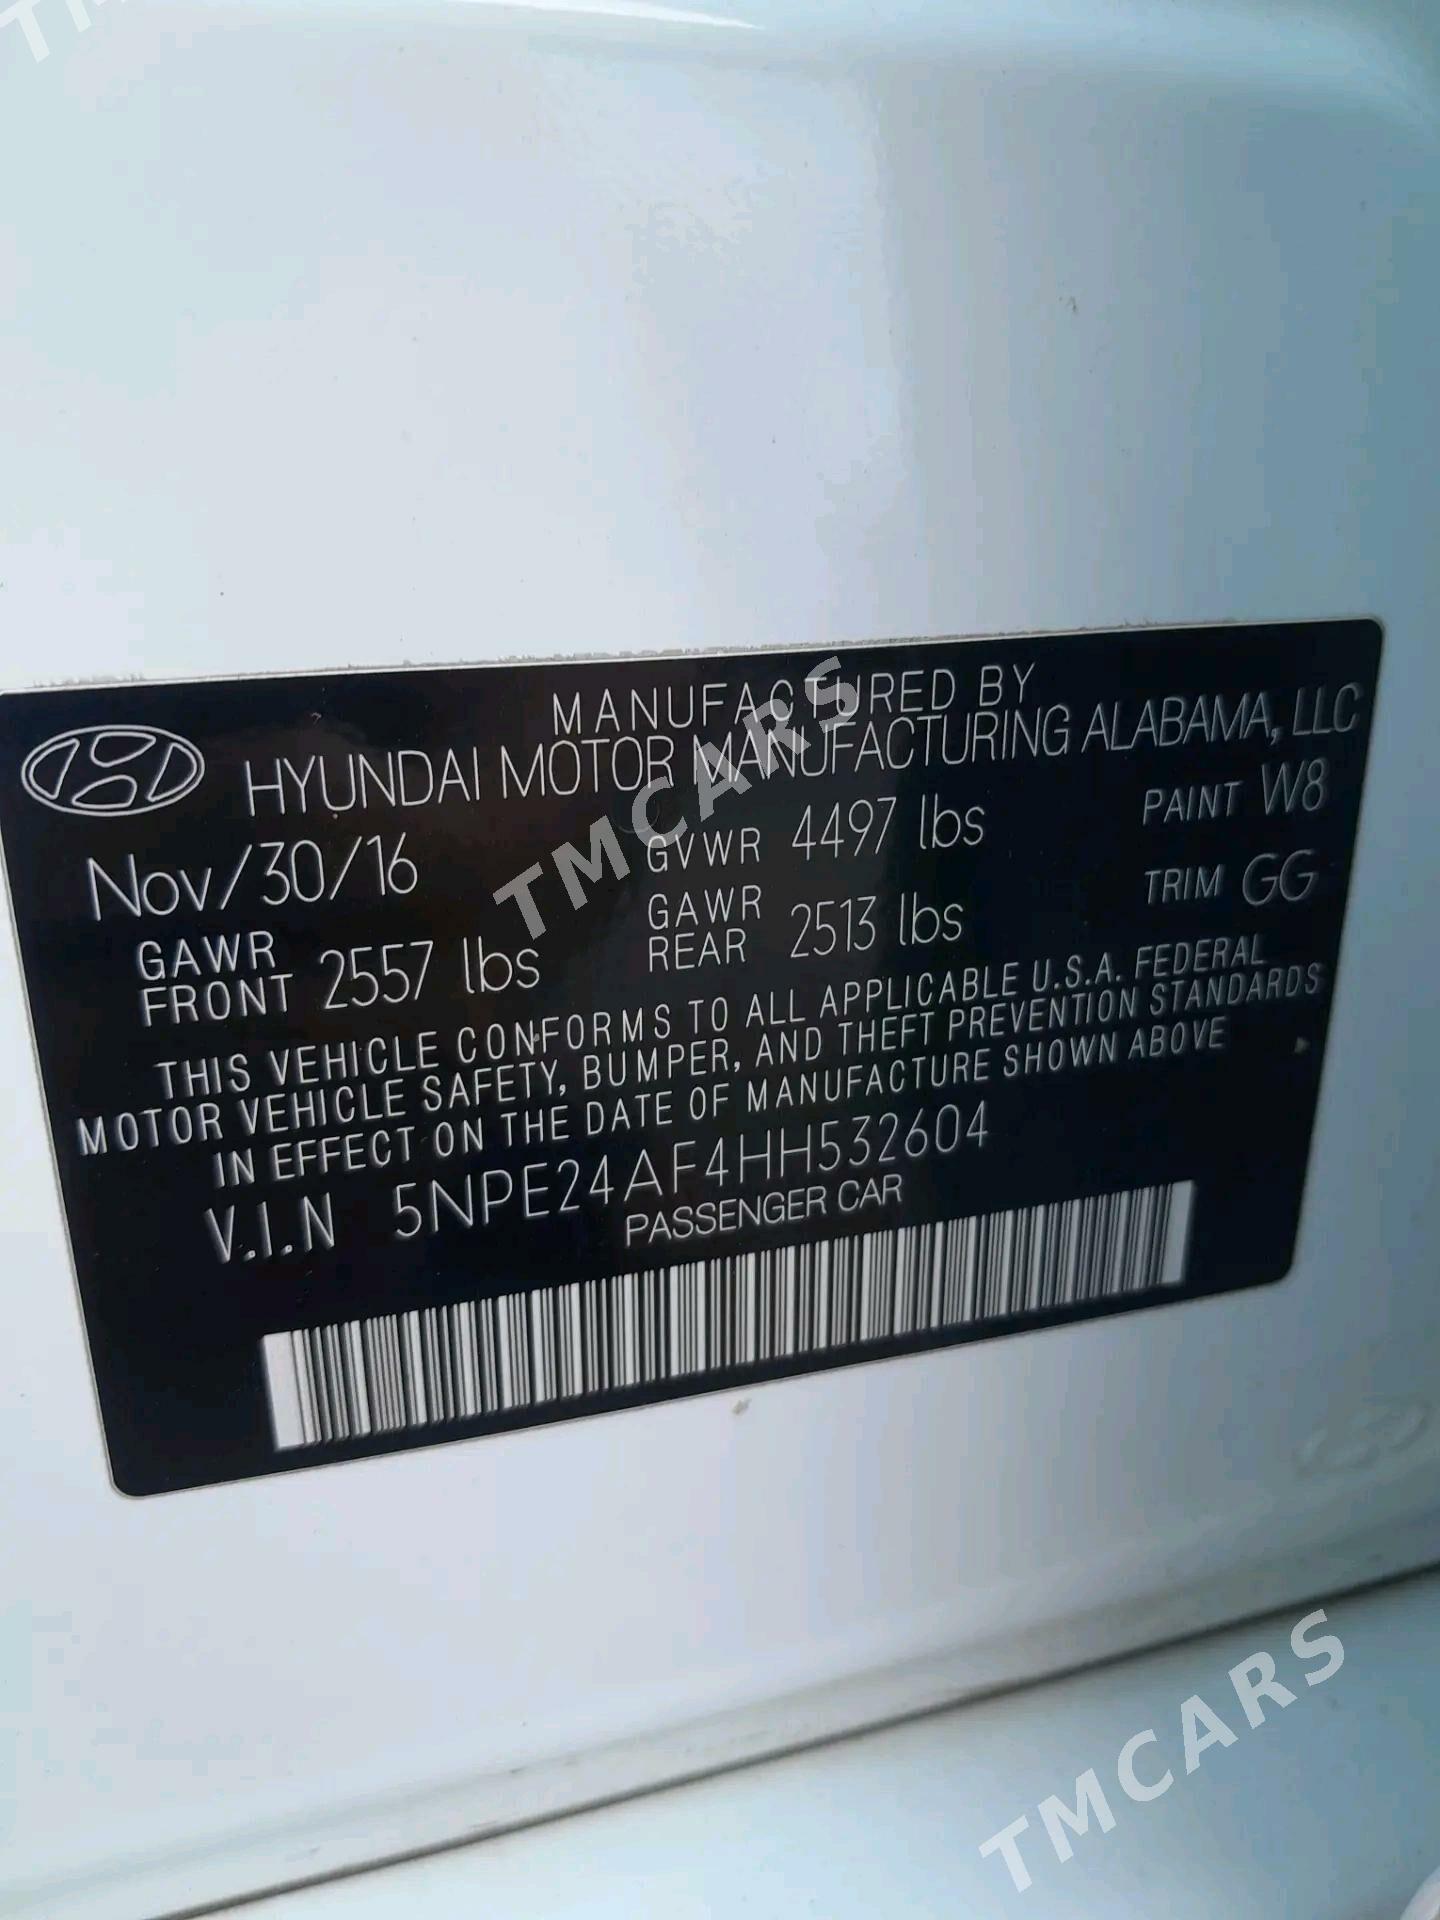 MANUFACTURED BY
HYUNDAI MOTOR MANUFACTURING ALABAMA, LLC
Nov/30/16
GVWR 4497 lbs
PAINT W8
GAWR FRONT 2557 lbs
GAWR REAR 2513 lbs
TRIM GG
THIS VEHICLE CONFORMS TO ALL APPLICABLE U.S.A. FEDERAL
MOTOR VEHICLE SAFETY, BUMPER, AND THEFT PREVENTION STANDARDS
IN EFFECT ON THE DATE OF MANUFACTURE SHOWN ABOVE
V.I.N 5NPE24AF4HH532604
PASSENGER CAR
TMCARS
TMCARS